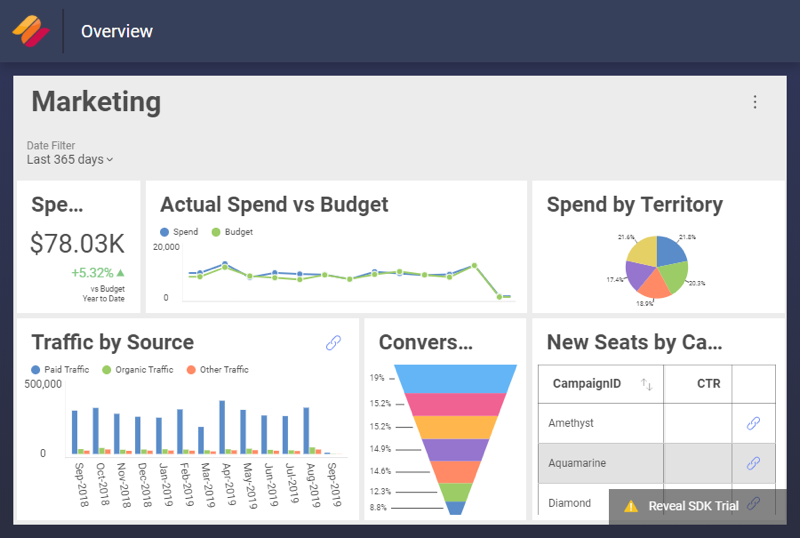 Overview
Marketing
Date Filter
Last 365 days
Spe...
$78.03K
+5.32%
vs Budget
Year to Date
Actual Spend vs Budget
Spend
Budget
20,000
0
Spend by Territory
21.6%
21.8%
17.4%
20.3%
18.9%
Traffic by Source
Paid Traffic
Organic Traffic
Other Traffic
500,000
0
Sep-2018
Oct-2018
Nov-2018
Dec-2018
Jan-2019
Feb-2019
Mar-2019
Apr-2019
May-2019
Jun-2019
Jul-2019
Aug-2019
Sep-2019
Convers...
19%
15.2%
15.2%
14.9%
14.6%
12.3%
8.8%
New Seats by Ca...
CampaignID
CTR
Amethyst
Aquamarine
Diamond
Reveal SDK Trial